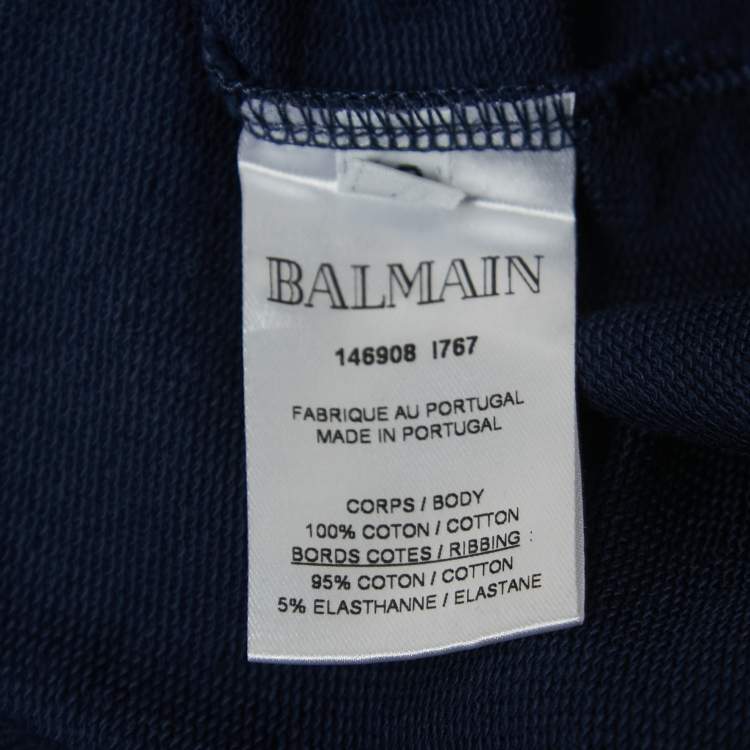 BALMAIN
146908 I767
FABRIQUE AU PORTUGAL
MADE IN PORTUGAL
CORPS / BODY
100% COTON / COTTON
BORDS COTES / RIBBING :
95% COTON / COTTON
5% ELASTHANNE / ELASTANE